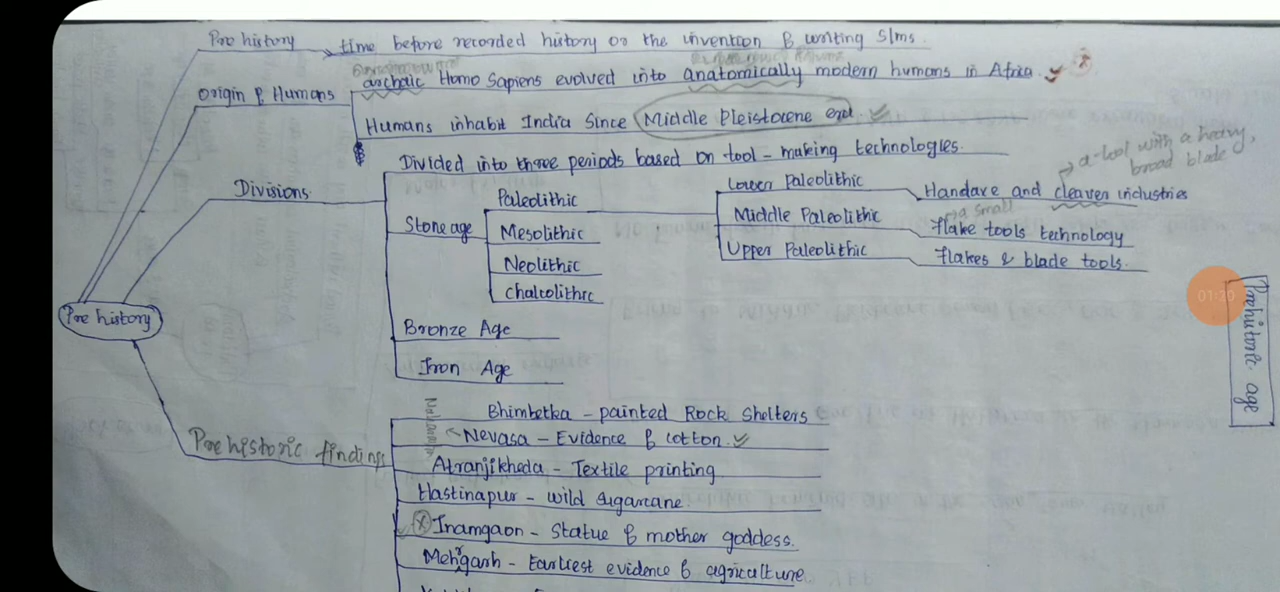 Pre history
time before recorded history or the invention of writing s/ms.
Origin of Humans
archaic Homo Sapiens evolved into anatomically modern humans in Africa.
Humans inhabit India Since Middle Pleistocene era.
Divisions
Divided into three periods based on tool-making technologies.
a tool with a heavy,
broad blade
Stone age
Paleolithic
Lower Paleolithic
Handaxe and cleaver industries
Middle Paleolithic
a small
flake tools technology
Upper Paleolithic
flakes & blade tools.
Mesolithic
Neolithic
Chalcolithic
Bronze Age
Iron Age
Pre history
Prehistoric age
01:20
Prehistoric findings
Bhimbetka - painted Rock Shelters
Nevasa - Evidence of cotton.
Atranjikheda - Textile printing
Hastinapur - wild sugarcane.
Inamgaon - Statue of mother goddess.
Mehrgarh - Earliest evidence of agriculture